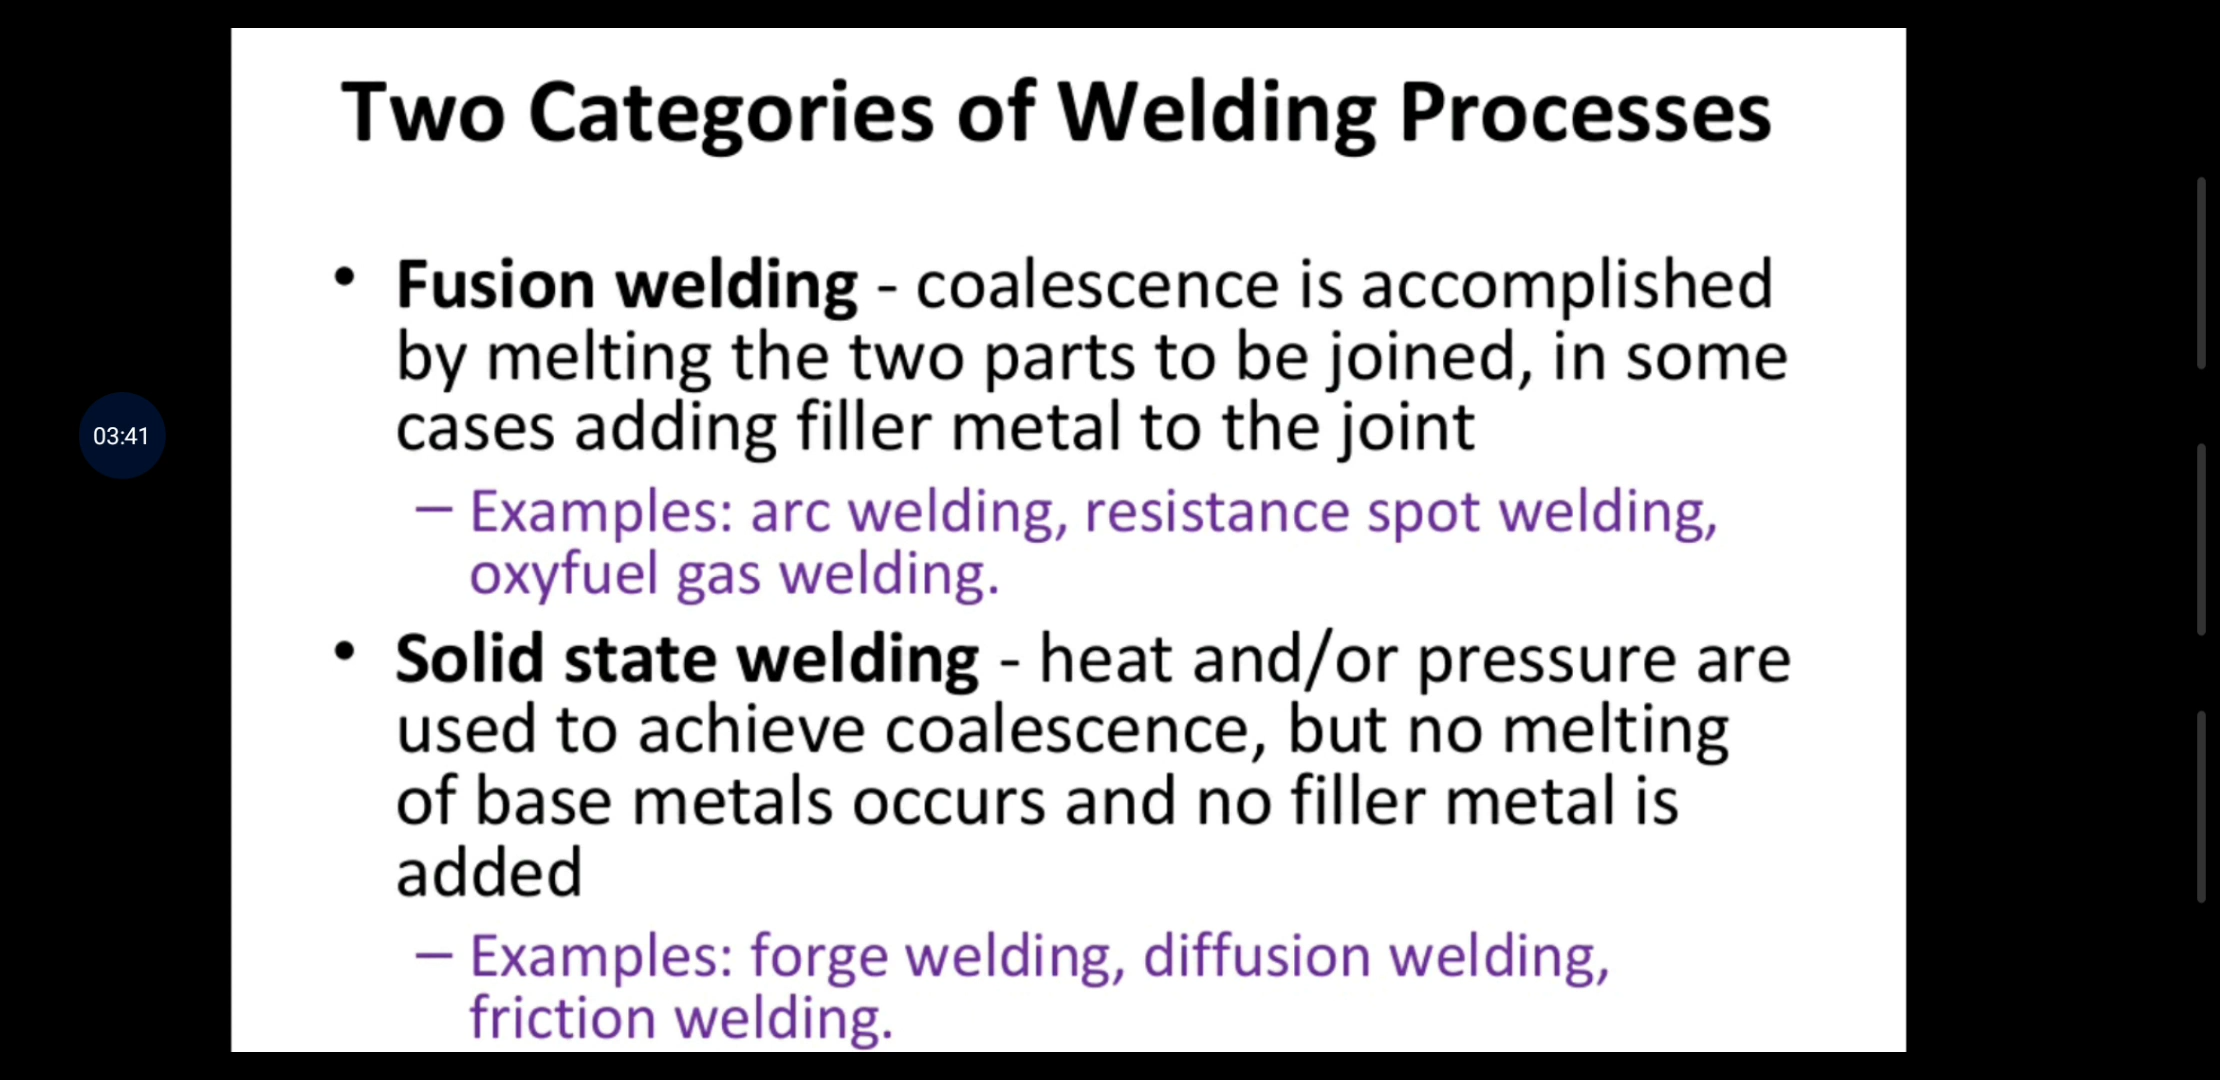 Two Categories of Welding Processes
• Fusion welding - coalescence is accomplished
by melting the two parts to be joined, in some
cases adding filler metal to the joint
– Examples: arc welding, resistance spot welding,
oxyfuel gas welding.
• Solid state welding - heat and/or pressure are
used to achieve coalescence, but no melting
of base metals occurs and no filler metal is
added
– Examples: forge welding, diffusion welding,
friction welding.
03:41